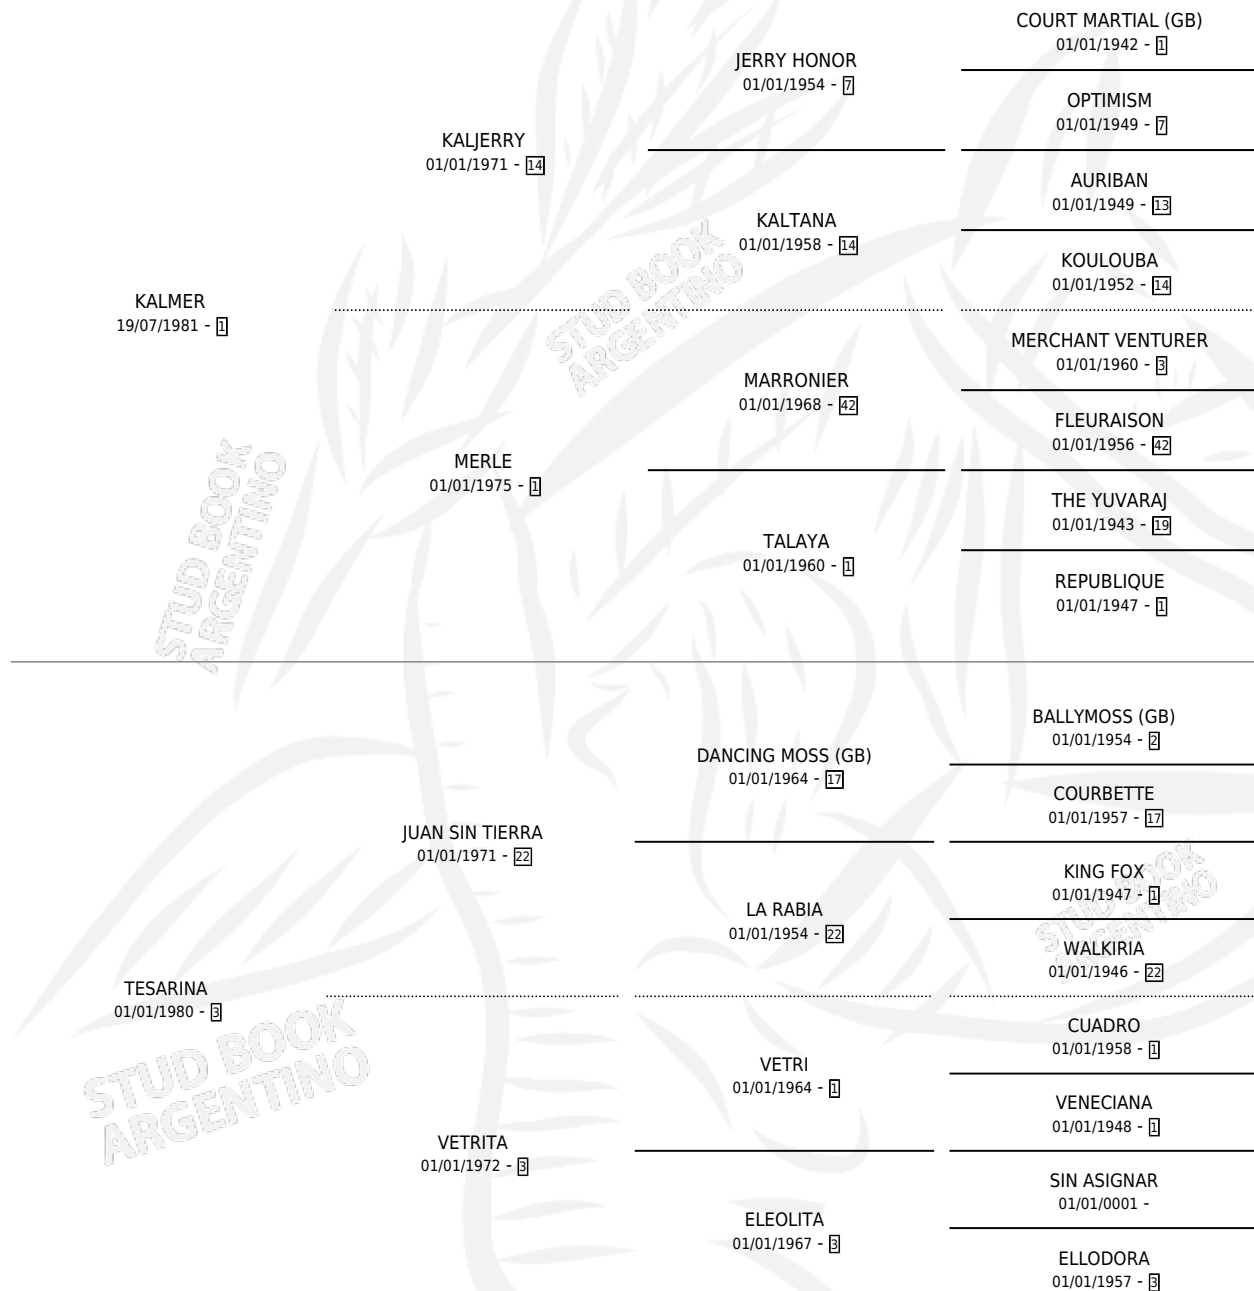 COURT MARTIAL (GB)
01/01/1942 - 1
JERRY HONOR
01/01/1954 - 7
OPTIMISM
01/01/1949 - 7
KALJERRY
01/01/1971 - 14
AURIBAN
01/01/1949 - 13
KALTANA
01/01/1958 - 14
KOULOUBA
01/01/1952 - 14
KALMER
19/07/1981 - 1
MERCHANT VENTURER
01/01/1960 - 3
MARRONIER
01/01/1968 - 42
FLEURAISON
01/01/1956 - 42
MERLE
01/01/1975 - 1
THE YUVARAJ
01/01/1943 - 19
TALAYA
01/01/1960 - 1
REPUBLIQUE
01/01/1947 - 1
BALLYMOSS (GB)
01/01/1954 - 2
DANCING MOSS (GB)
01/01/1964 - 17
COURBETTE
01/01/1957 - 17
JUAN SIN TIERRA
01/01/1971 - 22
KING FOX
01/01/1947 - 1
LA RABIA
01/01/1954 - 22
WALKIRIA
01/01/1946 - 22
TESARINA
01/01/1980 - 3
CUADRO
01/01/1958 - 1
VETRI
01/01/1964 - 1
VENECIANA
01/01/1948 - 1
VETRITA
01/01/1972 - 3
SIN ASIGNAR
01/01/0001 -
ELEOLITA
01/01/1967 - 3
ELLODORA
01/01/1957 - 3
STUD BOOK
ARGENTINO
STUD BOOK
ARGENTINO
STUD BOOK
ARGENTINO
STUD BOOK
ARGENTINO